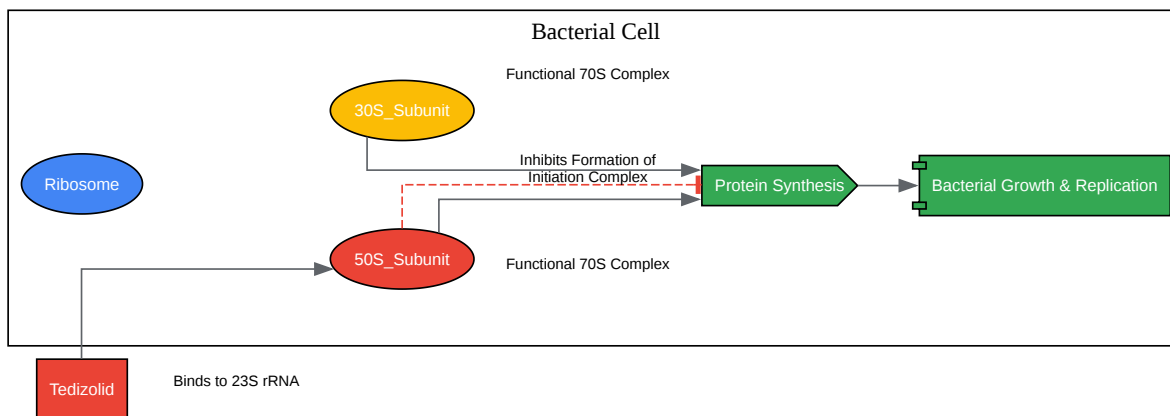 Bacterial Cell
Functional 70S Complex
30S_Subunit
Inhibits Formation of
Initiation Complex
Ribosome
Protein Synthesis
Bacterial Growth & Replication
50S_Subunit
Functional 70S Complex
Binds to 23S rRNA
Tedizolid